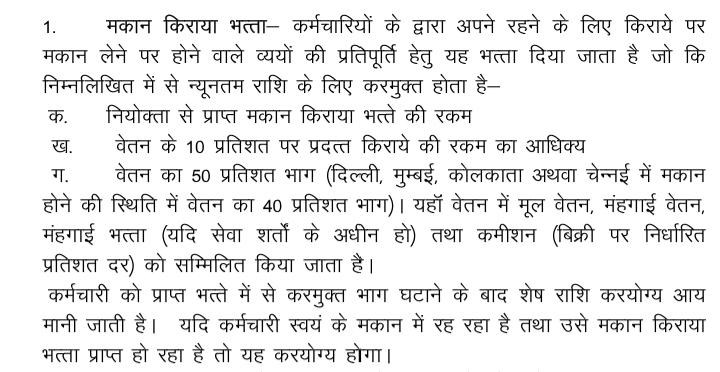 1. मकान किराया भत्ता– कर्मचारियों के द्वारा अपने रहने के लिए किराये पर
मकान लेने पर होने वाले व्ययों की प्रतिपूर्ति हेतु यह भत्ता दिया जाता है जो कि
निम्नलिखित में से न्यूनतम राशि के लिए करमुक्त होता है–
क. नियोक्ता से प्राप्त मकान किराया भत्ते की रकम
ख. वेतन के 10 प्रतिशत पर प्रदत्त किराये की रकम का आधिक्य
ग. वेतन का 50 प्रतिशत भाग (दिल्ली, मुम्बई, कोलकाता अथवा चेन्नई में मकान
होने की स्थिति में वेतन का 40 प्रतिशत भाग)। यहॉं वेतन में मूल वेतन, मंहगाई वेतन,
मंहगाई भत्ता (यदि सेवा शर्तों के अधीन हो) तथा कमीशन (बिक्री पर निर्धारित
प्रतिशत दर) को सम्मिलित किया जाता है।
कर्मचारी को प्राप्त भत्ते में से करमुक्त भाग घटाने के बाद शेष राशि करयोग्य आय
मानी जाती है। यदि कर्मचारी स्वयं के मकान में रह रहा है तथा उसे मकान किराया
भत्ता प्राप्त हो रहा है तो यह करयोग्य होगा।